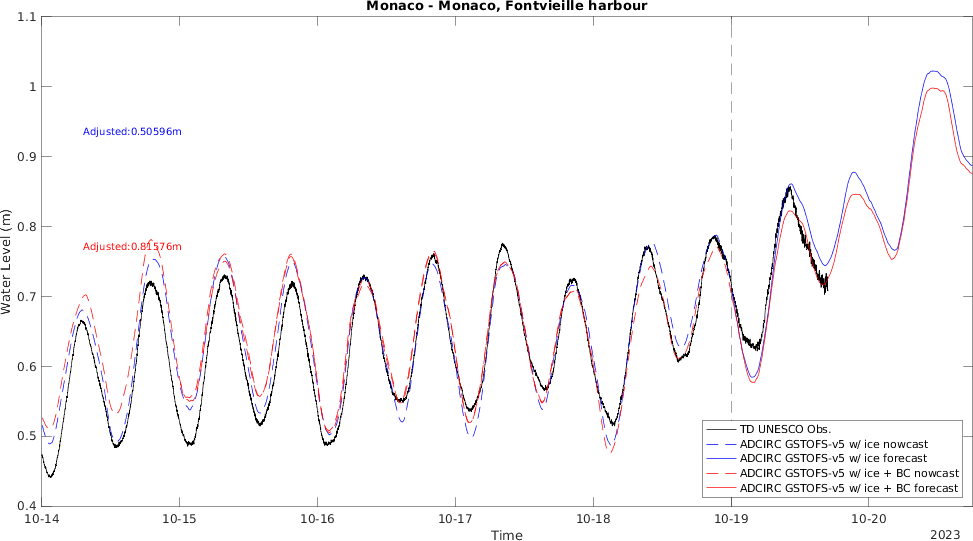 Monaco - Monaco, Fontvieille harbour
1.1
1
0.9
0.8
0.7
0.6
0.5
0.4
Water Level (m)
Adjusted:0.50596m
Adjusted:0.81576m
TD UNESCO Obs.
ADCIRC GSTOFS-v5 w/ ice nowcast
ADCIRC GSTOFS-v5 w/ ice forecast
ADCIRC GSTOFS-v5 w/ ice + BC nowcast
ADCIRC GSTOFS-v5 w/ ice + BC forecast
10-14 10-15 10-16 10-17 10-18 10-19 10-20
Time
2023